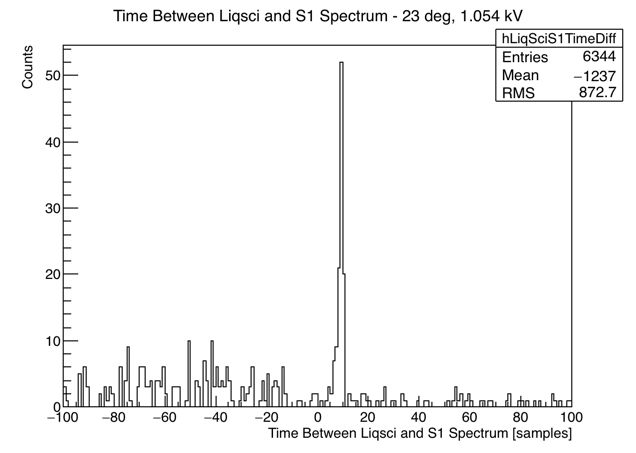 Time Between Liqsci and S1 Spectrum - 23 deg, 1.054 kV
hLiqSciS1TimeDiff
Entries 6344
Mean −1237
RMS 872.7
Counts
50
40
30
20
10
0
−100 −80 −60 −40 −20 0 20 40 60 80 100
Time Between Liqsci and S1 Spectrum [samples]